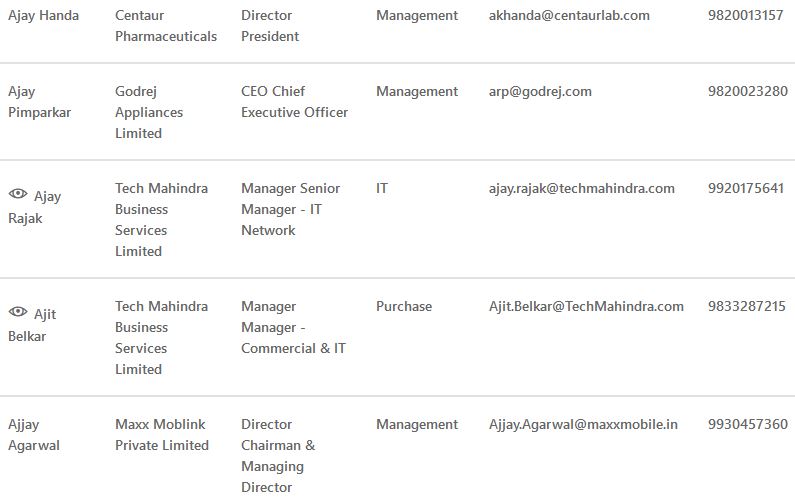 Ajay Handa Centaur Director Management akhanda@centaurlab.com 9820013157
Pharmaceuticals President
Ajay Godrej CEO Chief Management arp@godrej.com 9820023280
Pimparkar Appliances Executive Officer
Limited
Ajay Tech Mahindra Manager Senior IT ajay.rajak@techmahindra.com 9920175641
Rajak Business Manager - IT
Services Network
Limited
Ajit Tech Mahindra Manager Purchase Ajit.Belkar@TechMahindra.com 9833287215
Belkar Business Manager -
Services Commercial & IT
Limited
Ajjay Maxx Moblink Director Management Ajjay.Agarwal@maxxmobile.in 9930457360
Agarwal Private Limited Chairman &
Managing
Director